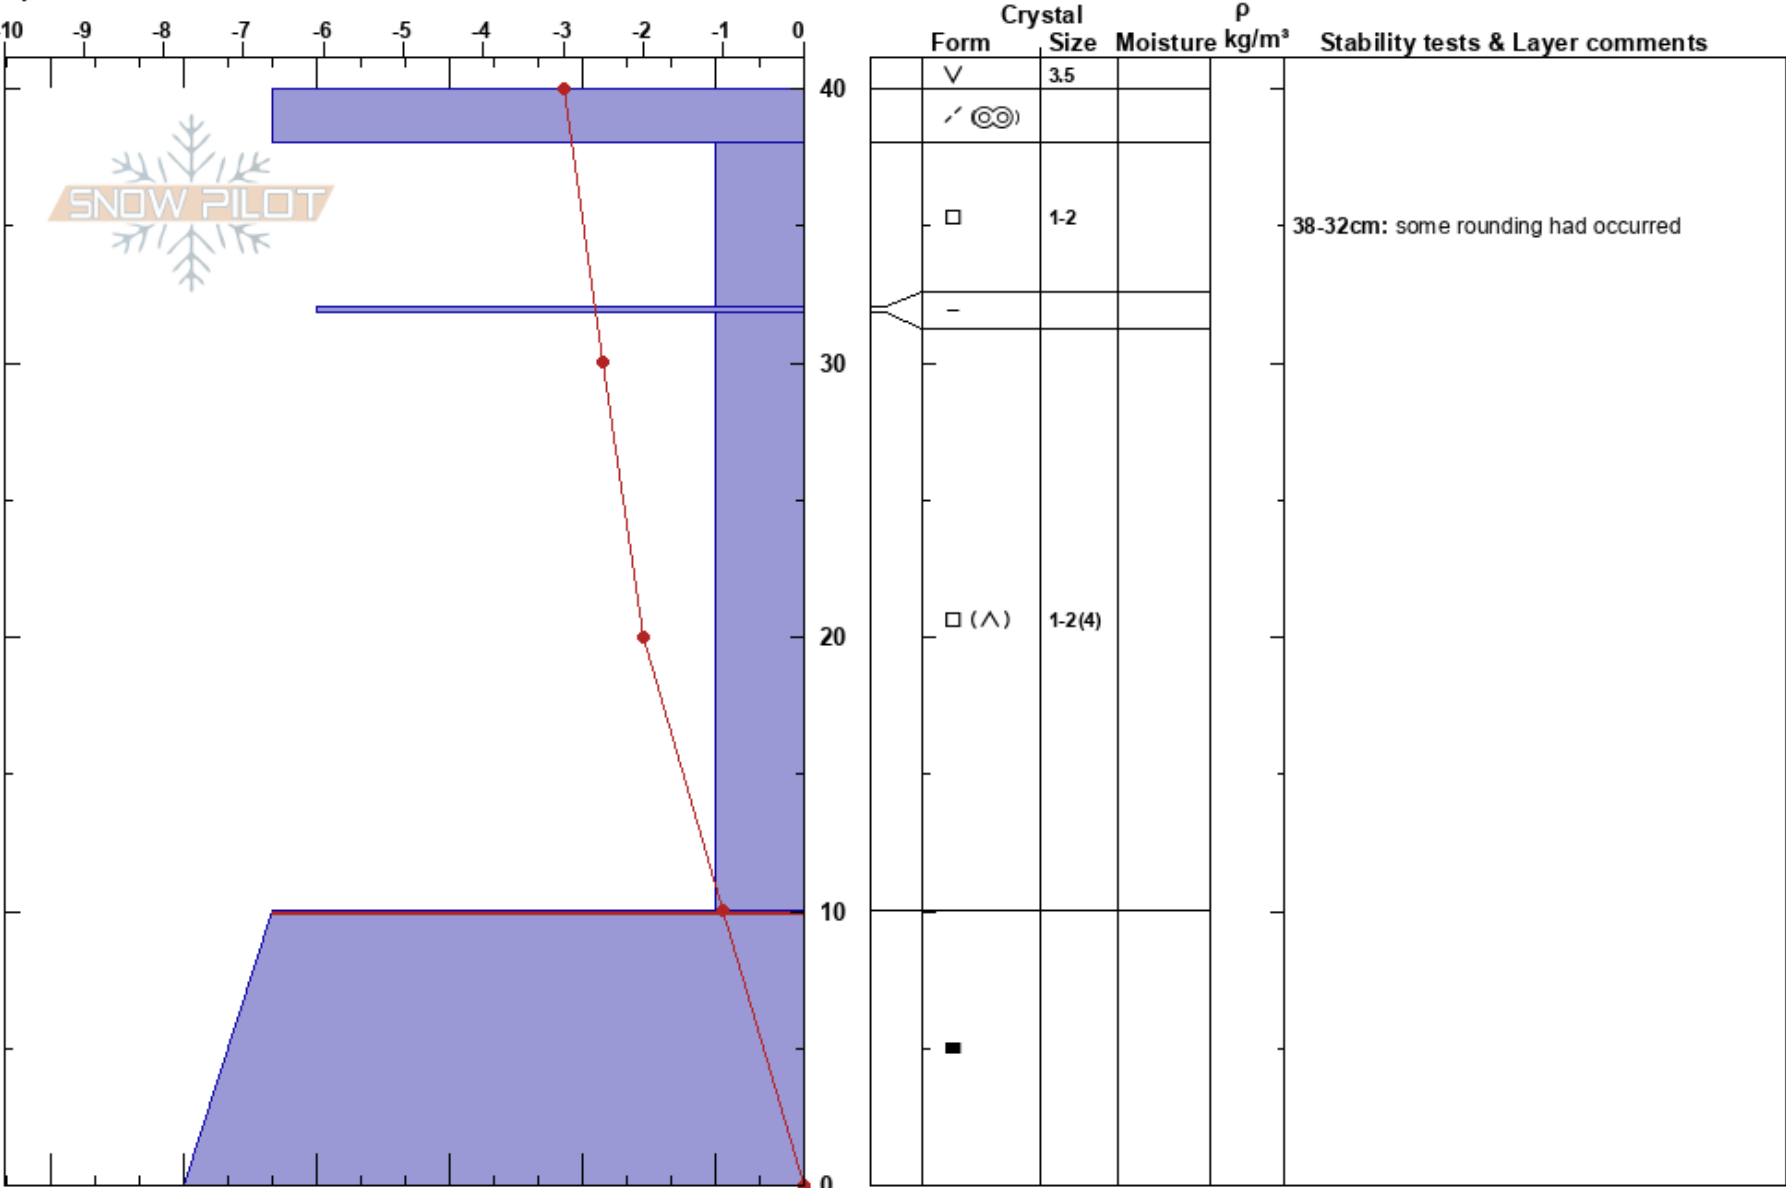 Crystal ρ
-10 -9 -8 -7 -6 -5 -4 -3 -2 -1 0 Form Size Moisture kg/m³ Stability tests & Layer comments
3.5
40
SNOW PILOT
1-2
38-32cm: some rounding had occurred
30
20
1-2(4)
10
0